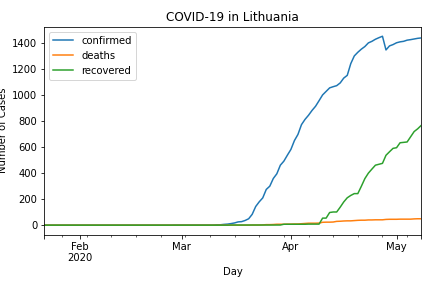 COVID-19 in Lithuania
confirmed
deaths
recovered
1400
1200
1000
800
600
400
200
0
Number of Cases
Feb
2020
Mar
Apr
May
Day